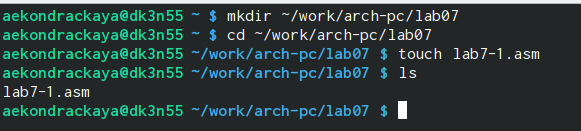 aekondrackaya@dk3n55 ~ $ mkdir ~/work/arch-pc/lab07
aekondrackaya@dk3n55 ~ $ cd ~/work/arch-pc/lab07
aekondrackaya@dk3n55 ~/work/arch-pc/lab07 $ touch lab7-1.asm
aekondrackaya@dk3n55 ~/work/arch-pc/lab07 $ ls
lab7-1.asm
aekondrackaya@dk3n55 ~/work/arch-pc/lab07 $